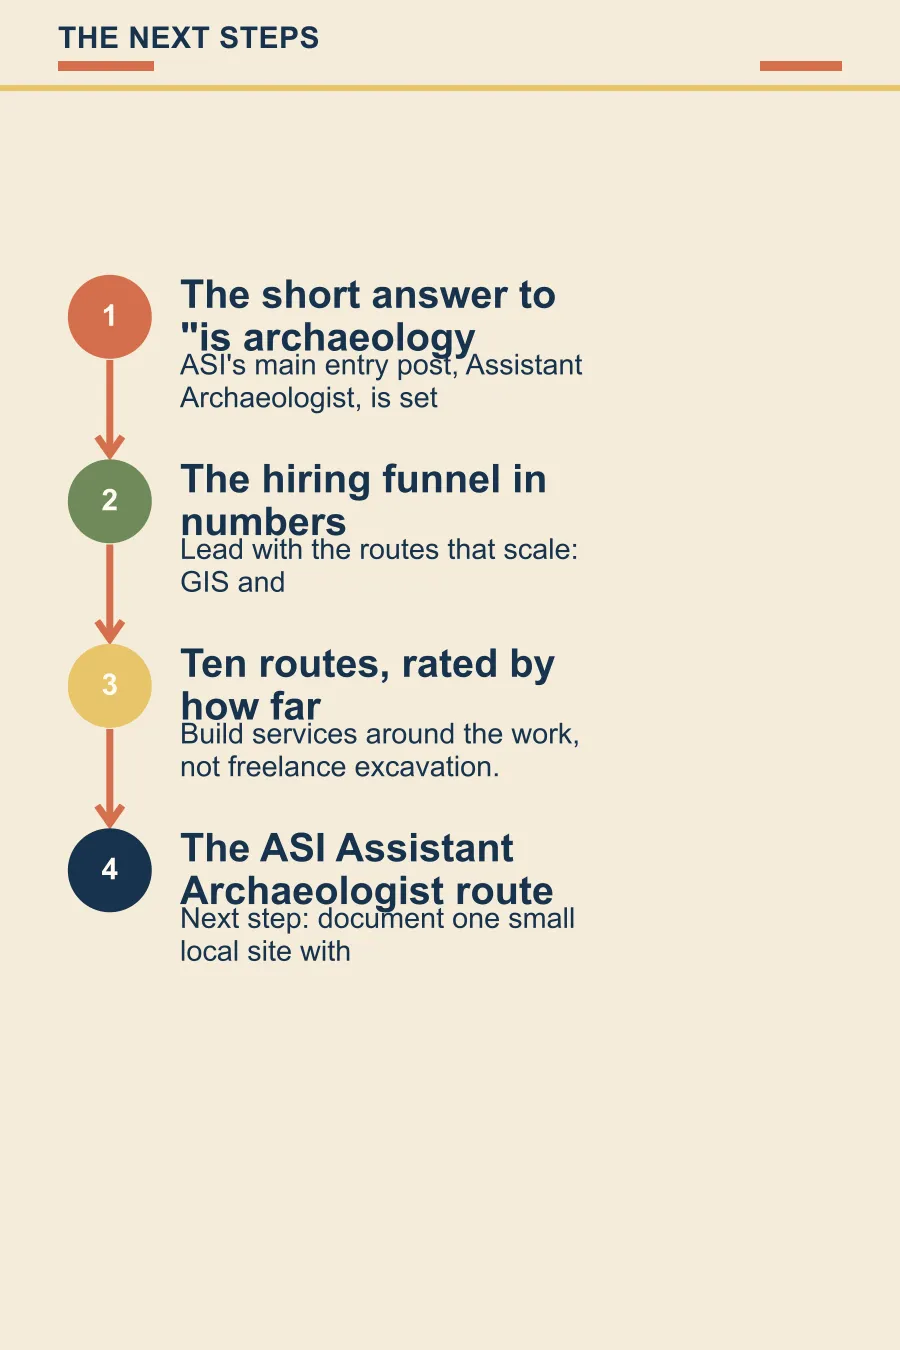 THE NEXT STEPS
1
The short answer to
"is archaeology
ASI's main entry post, Assistant
Archaeologist, is set
2
The hiring funnel in
numbers
Lead with the routes that scale:
GIS and
3
Ten routes, rated by
how far
Build services around the work,
not freelance excavation.
4
The ASI Assistant
Archaeologist route
Next step: document one small
local site with